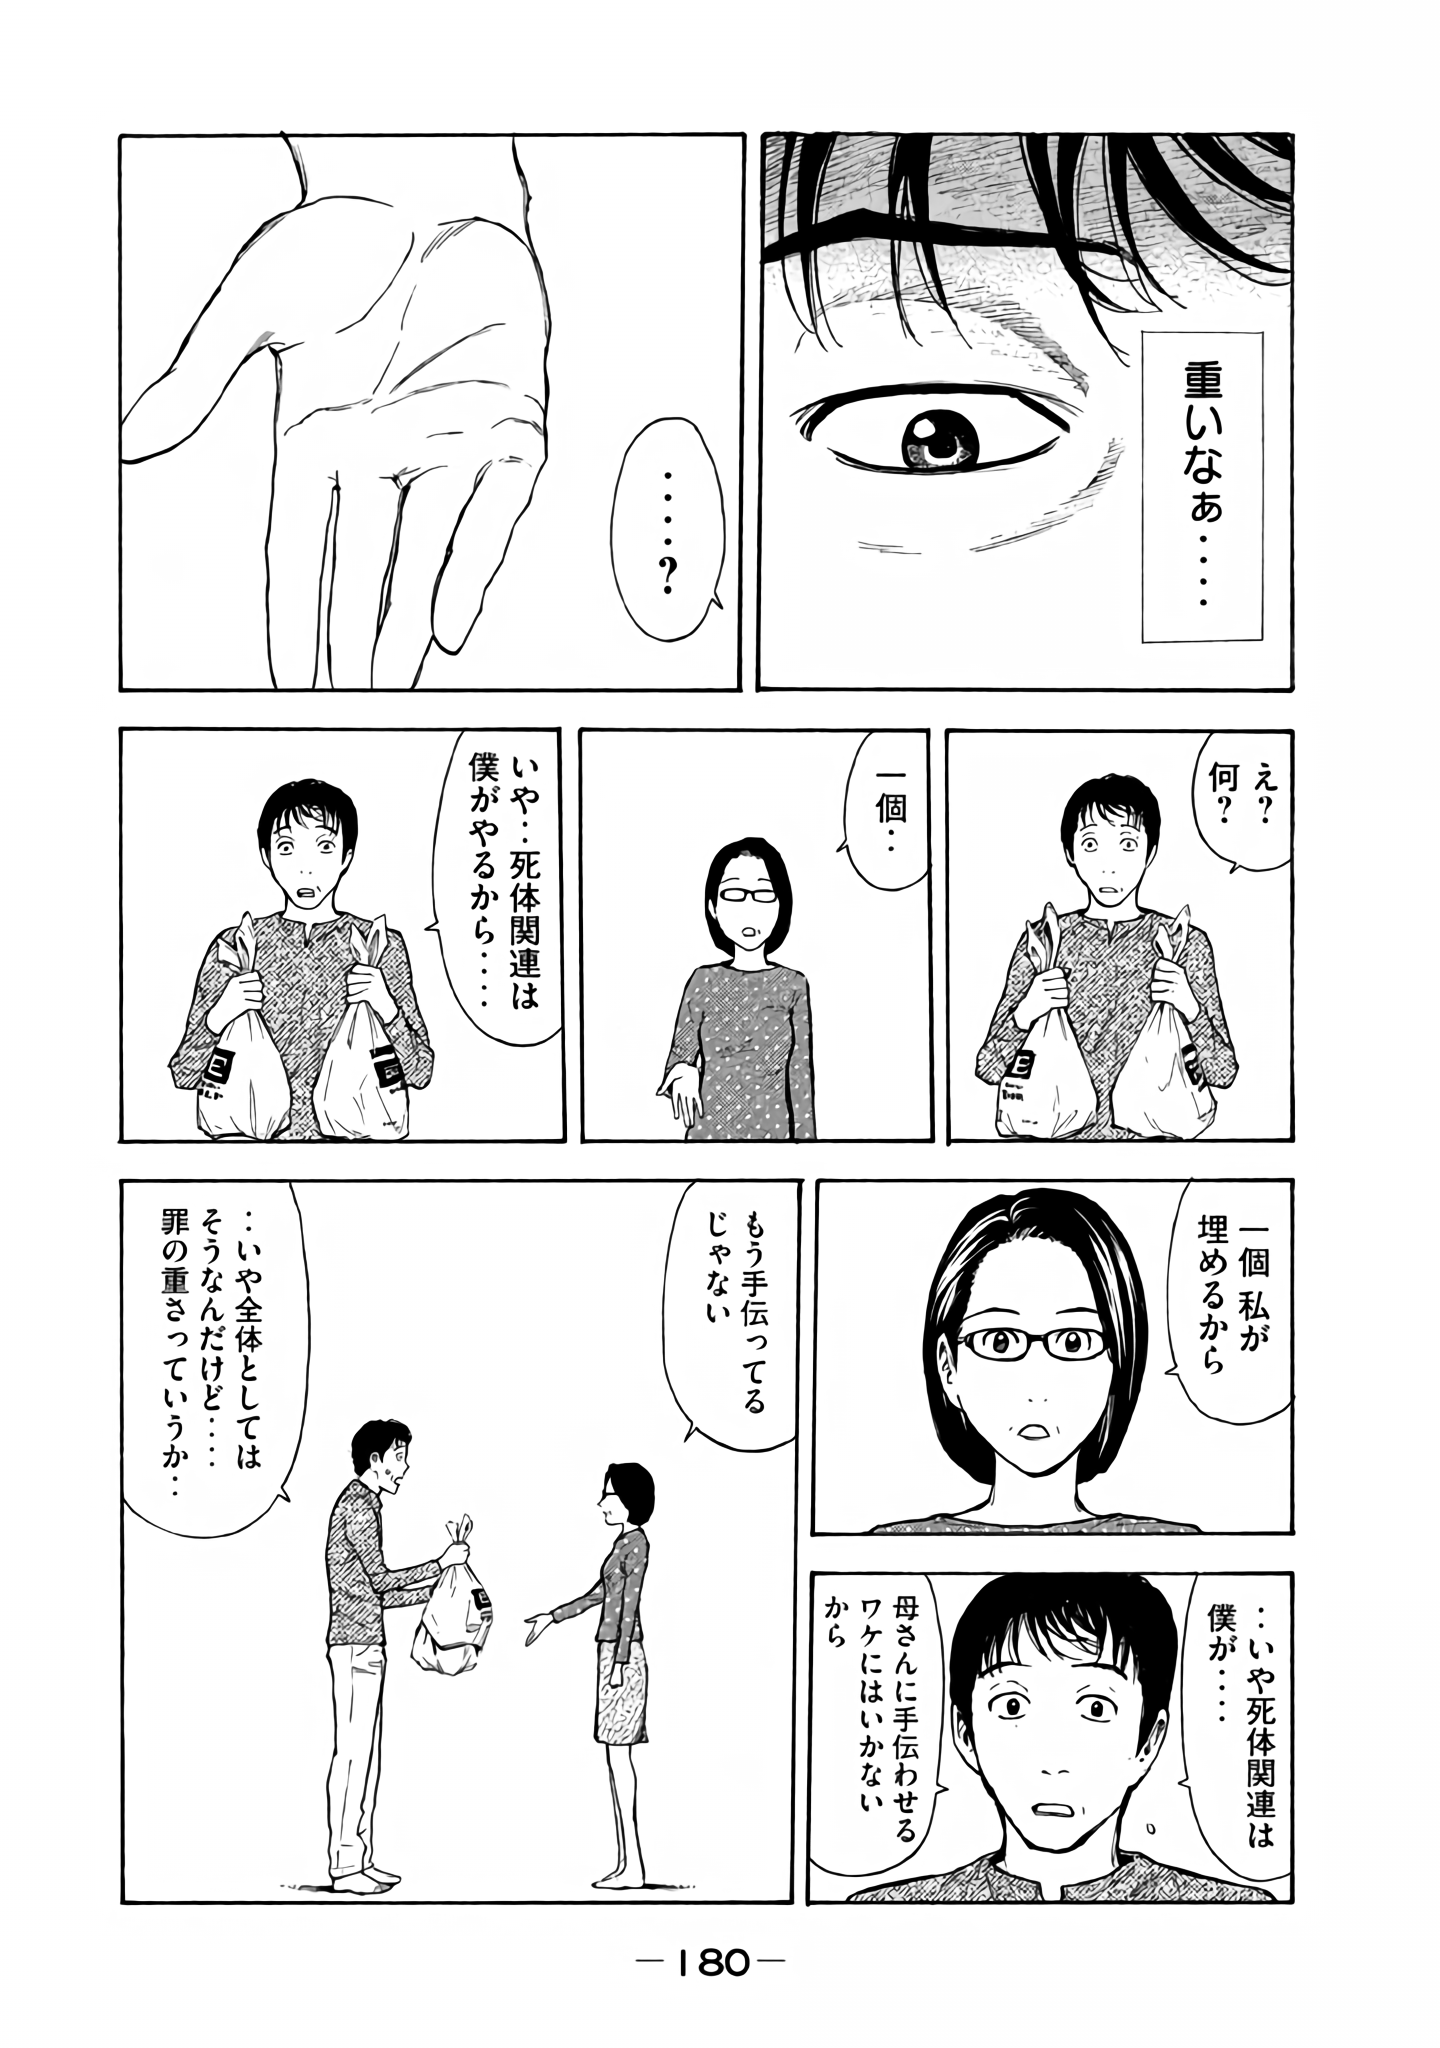 重いなぁ・・・・
・・・・・?
え?
何?
一個・・
いや・・死体関連は
僕がやるから・・・・
一個 私が
埋めるから
・・いや死体関連は
僕が・・・・
母さんに手伝わせる
ワケにはいかない
から
もう手伝ってる
じゃない
・・いや全体としては
そうなんだけど・・・・
罪の重さっていうか・・
E
E
E
E
—180—